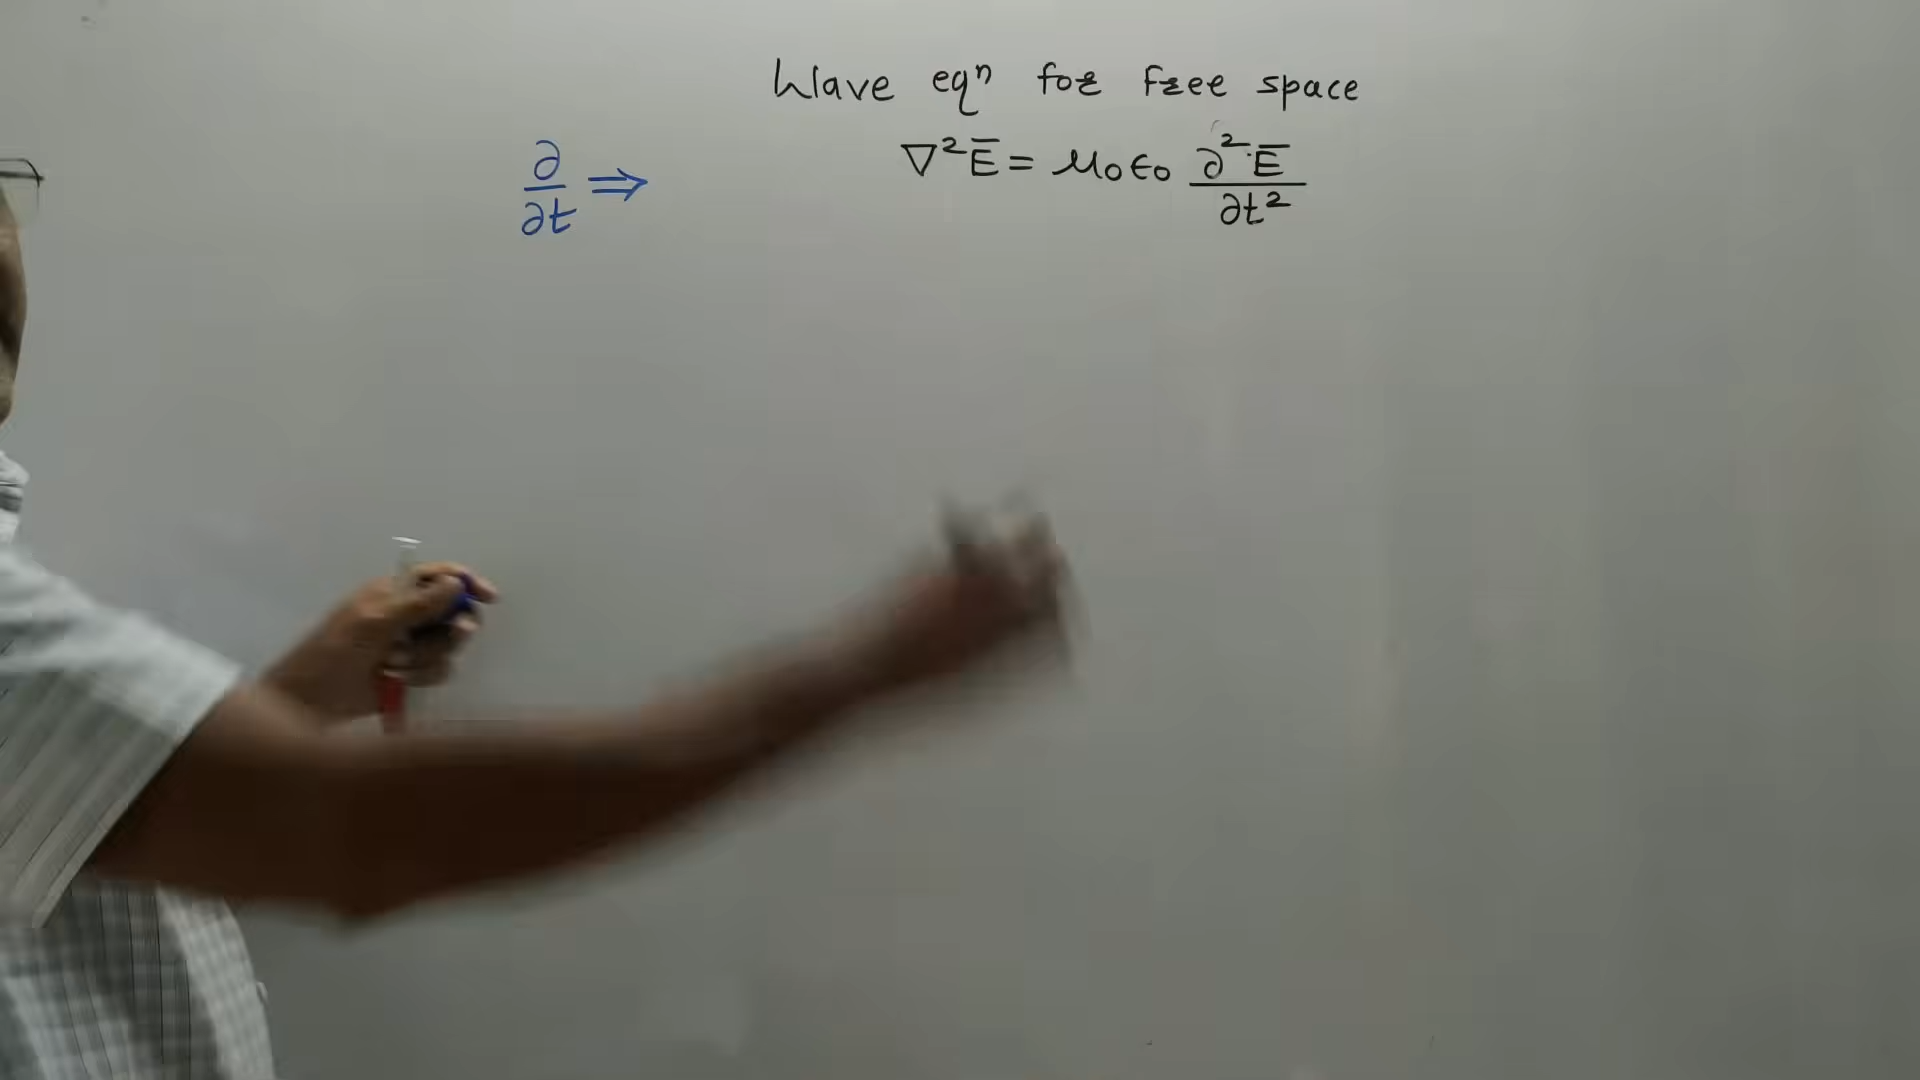 Wave eqⁿ for free space
∇²E̅ = μ₀ε₀ ∂²E̅/∂t²
∂/∂t ⇒